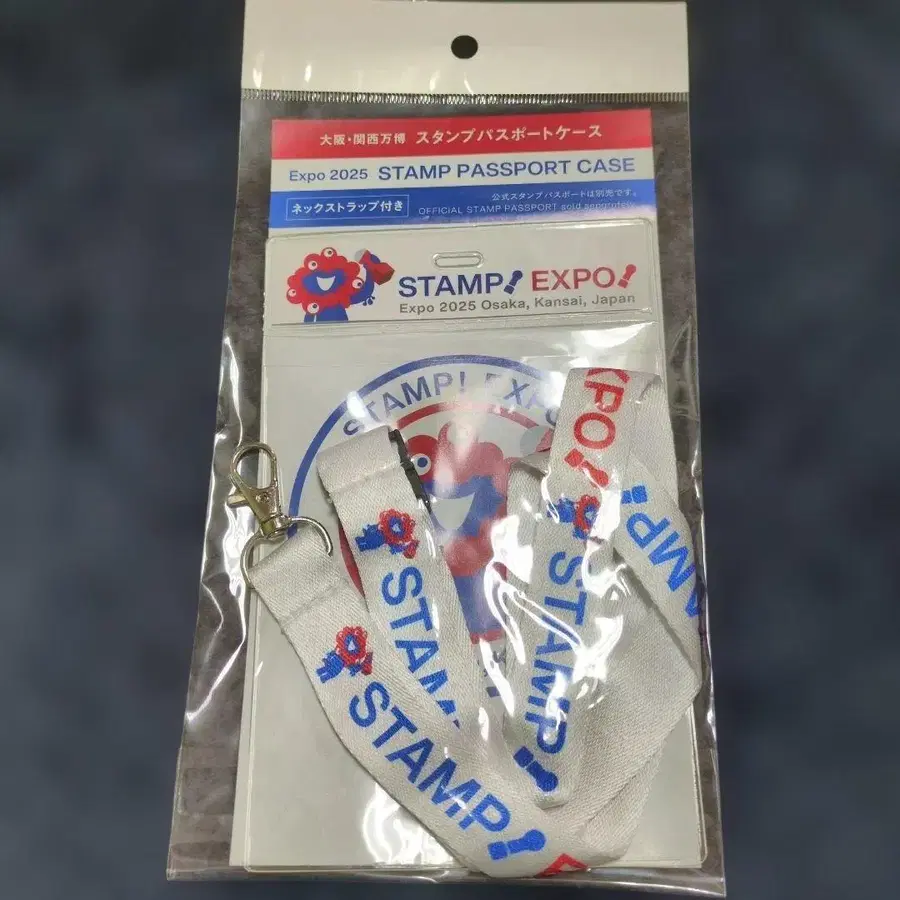 大阪・関西万博 スタンプパスポートケース
Expo 2025 STAMP PASSPORT CASE
ネックストラップ付き
公式スタンプパスポートは別売です。
OFFICIAL STAMP PASSPORT sold separately.
STAMP! EXPO!
Expo 2025 Osaka, Kansai, Japan
STAMP! EXPO
XPO!
AMP!
STAM
STAMP!
STAMP!